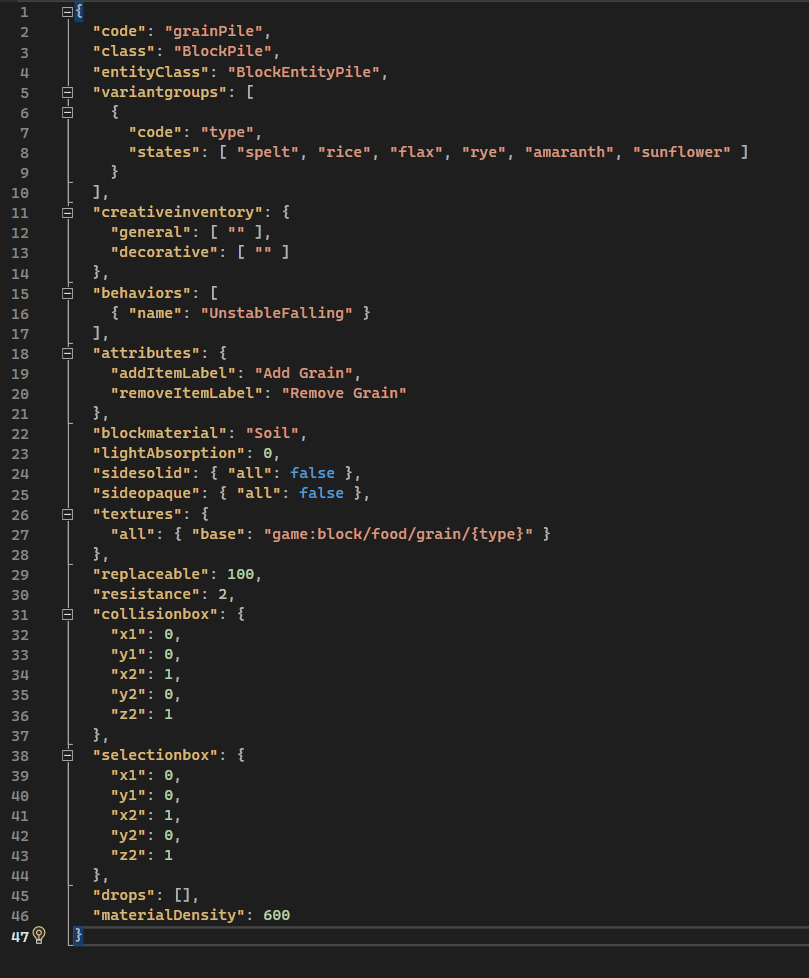 1 {
2 "code": "grainPile",
3 "class": "BlockPile",
4 "entityClass": "BlockEntityPile",
5 "variantgroups": [
6 {
7 "code": "type",
8 "states": [ "spelt", "rice", "flax", "rye", "amaranth", "sunflower" ]
9 }
10 ],
11 "creativeinventory": {
12 "general": [ "" ],
13 "decorative": [ "" ]
14 },
15 "behaviors": [
16 { "name": "UnstableFalling" }
17 ],
18 "attributes": {
19 "addItemLabel": "Add Grain",
20 "removeItemLabel": "Remove Grain"
21 },
22 "blockmaterial": "Soil",
23 "lightAbsorption": 0,
24 "sidesolid": { "all": false },
25 "sideopaque": { "all": false },
26 "textures": {
27 "all": { "base": "game:block/food/grain/{type}" }
28 },
29 "replaceable": 100,
30 "resistance": 2,
31 "collisionbox": {
32 "x1": 0,
33 "y1": 0,
34 "x2": 1,
35 "y2": 0,
36 "z2": 1
37 },
38 "selectionbox": {
39 "x1": 0,
40 "y1": 0,
41 "x2": 1,
42 "y2": 0,
43 "z2": 1
44 },
45 "drops": [],
46 "materialDensity": 600
47 }